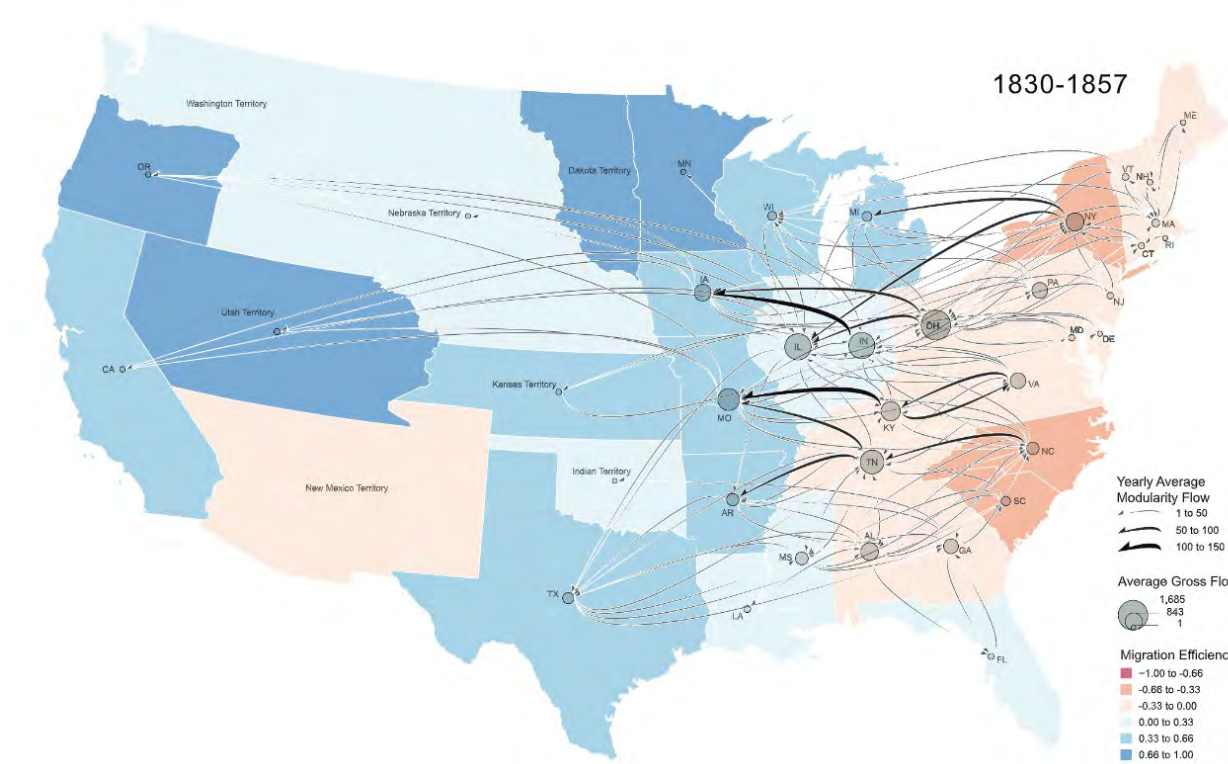 1830-1857
ME
Washington Territory
VT
NH
OR
Dakota Territory
MN
Nebraska Territory
WI
MI
NY
MA
RI
CT
IA
PA
NJ
Utah Territory
OH
MD
DE
IL
IN
CA
Kansas Territory
VA
MO
KY
NC
Indian Territory
TN
New Mexico Territory
SC
AR
AL
GA
MS
TX
LA
FL
Yearly Average
Modularity Flow
1 to 50
50 to 100
100 to 150
Average Gross Flo
1,685
843
1
Migration Efficienc
-1.00 to -0.66
-0.66 to -0.33
-0.33 to 0.00
0.00 to 0.33
0.33 to 0.66
0.66 to 1.00